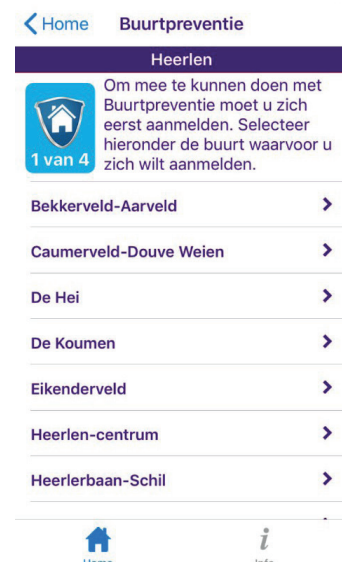 Home Buurtpreventie
Heerlen
Om mee te kunnen doen met
Buurtpreventie moet u zich
eerst aanmelden. Selecteer
hieronder de buurt waarvoor u
zich wilt aanmelden.
1 van 4
Bekkerveld-Aarveld
Caumerveld-Douve Weien
De Hei
De Koumen
Eikenderveld
Heerlen-centrum
Heerlerbaan-Schil
Home Info